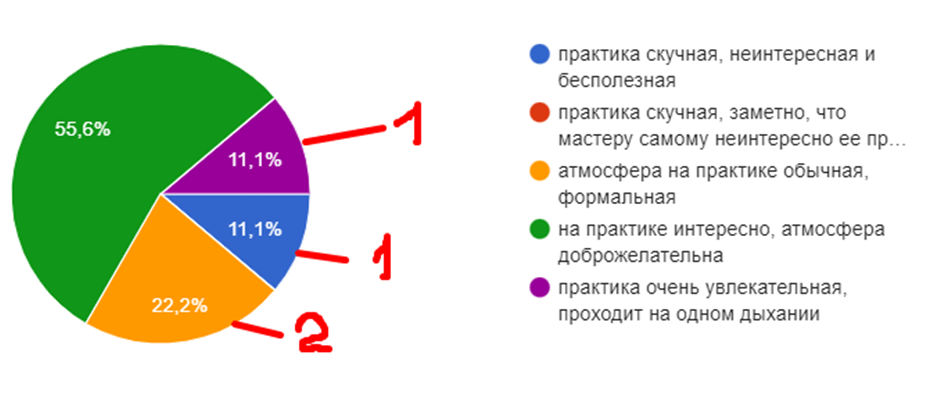 55,6%
11,1%
11,1%
22,2%
1
1
2
практика скучная, неинтересная и
бесполезная
практика скучная, заметно, что
мастеру самому неинтересно ее пр...
атмосфера на практике обычная,
формальная
на практике интересно, атмосфера
доброжелательна
практика очень увлекательная,
проходит на одном дыхании